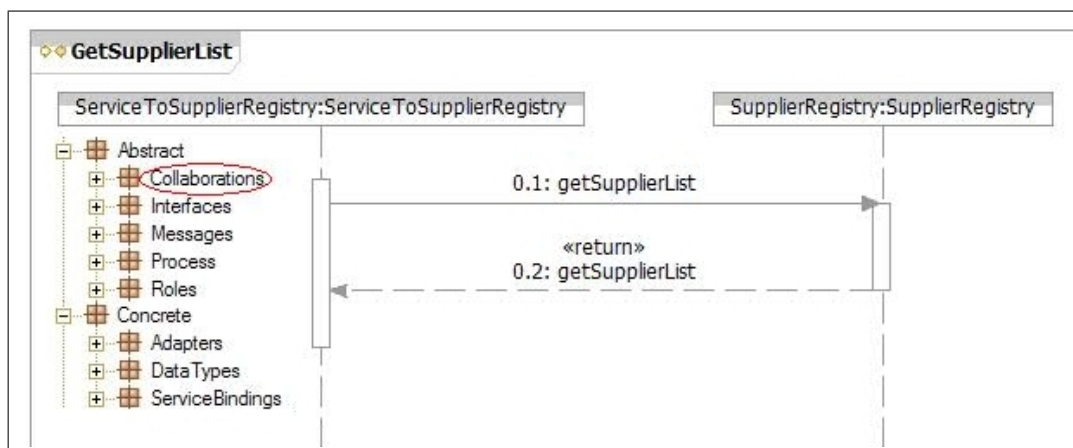 GetSupplierList
ServiceToSupplierRegistry:ServiceToSupplierRegistry
SupplierRegistry:SupplierRegistry
Abstract
Collaborations
Interfaces
Messages
Process
Roles
Concrete
Adapters
DataTypes
ServiceBindings
0.1: getSupplierList
«return»
0.2: getSupplierList